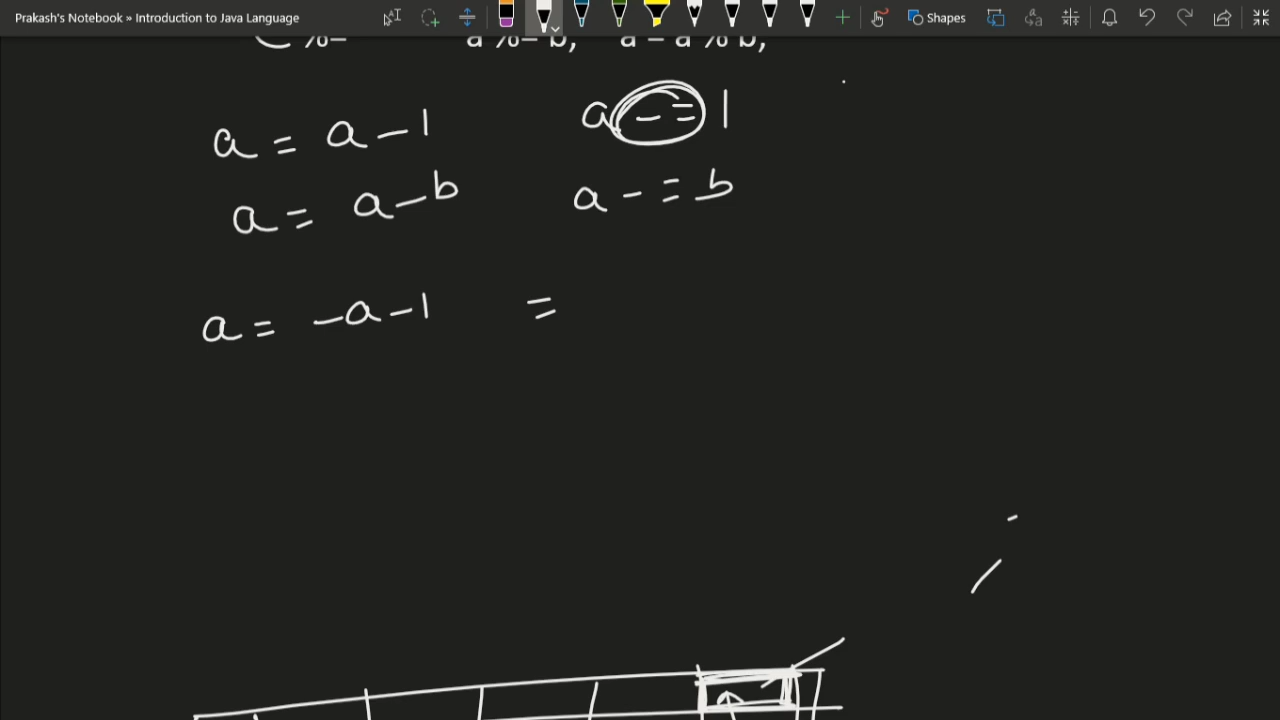 Prakash's Notebook » Introduction to Java Language Shapes
%= a %= b; a = a % b;
a = a - 1 a -= 1
a = a - b a -= b
a = -a - 1 =